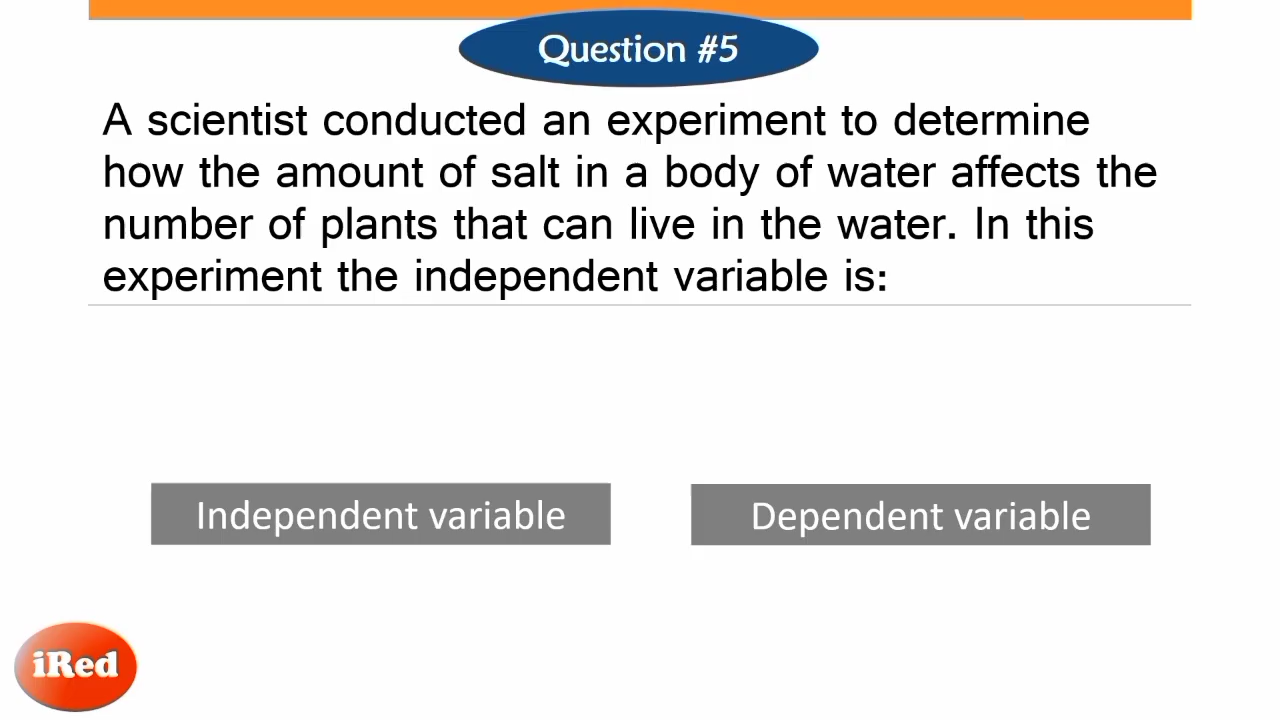 Question #5
A scientist conducted an experiment to determine
how the amount of salt in a body of water affects the
number of plants that can live in the water. In this
experiment the independent variable is:
Independent variable
Dependent variable
iRed